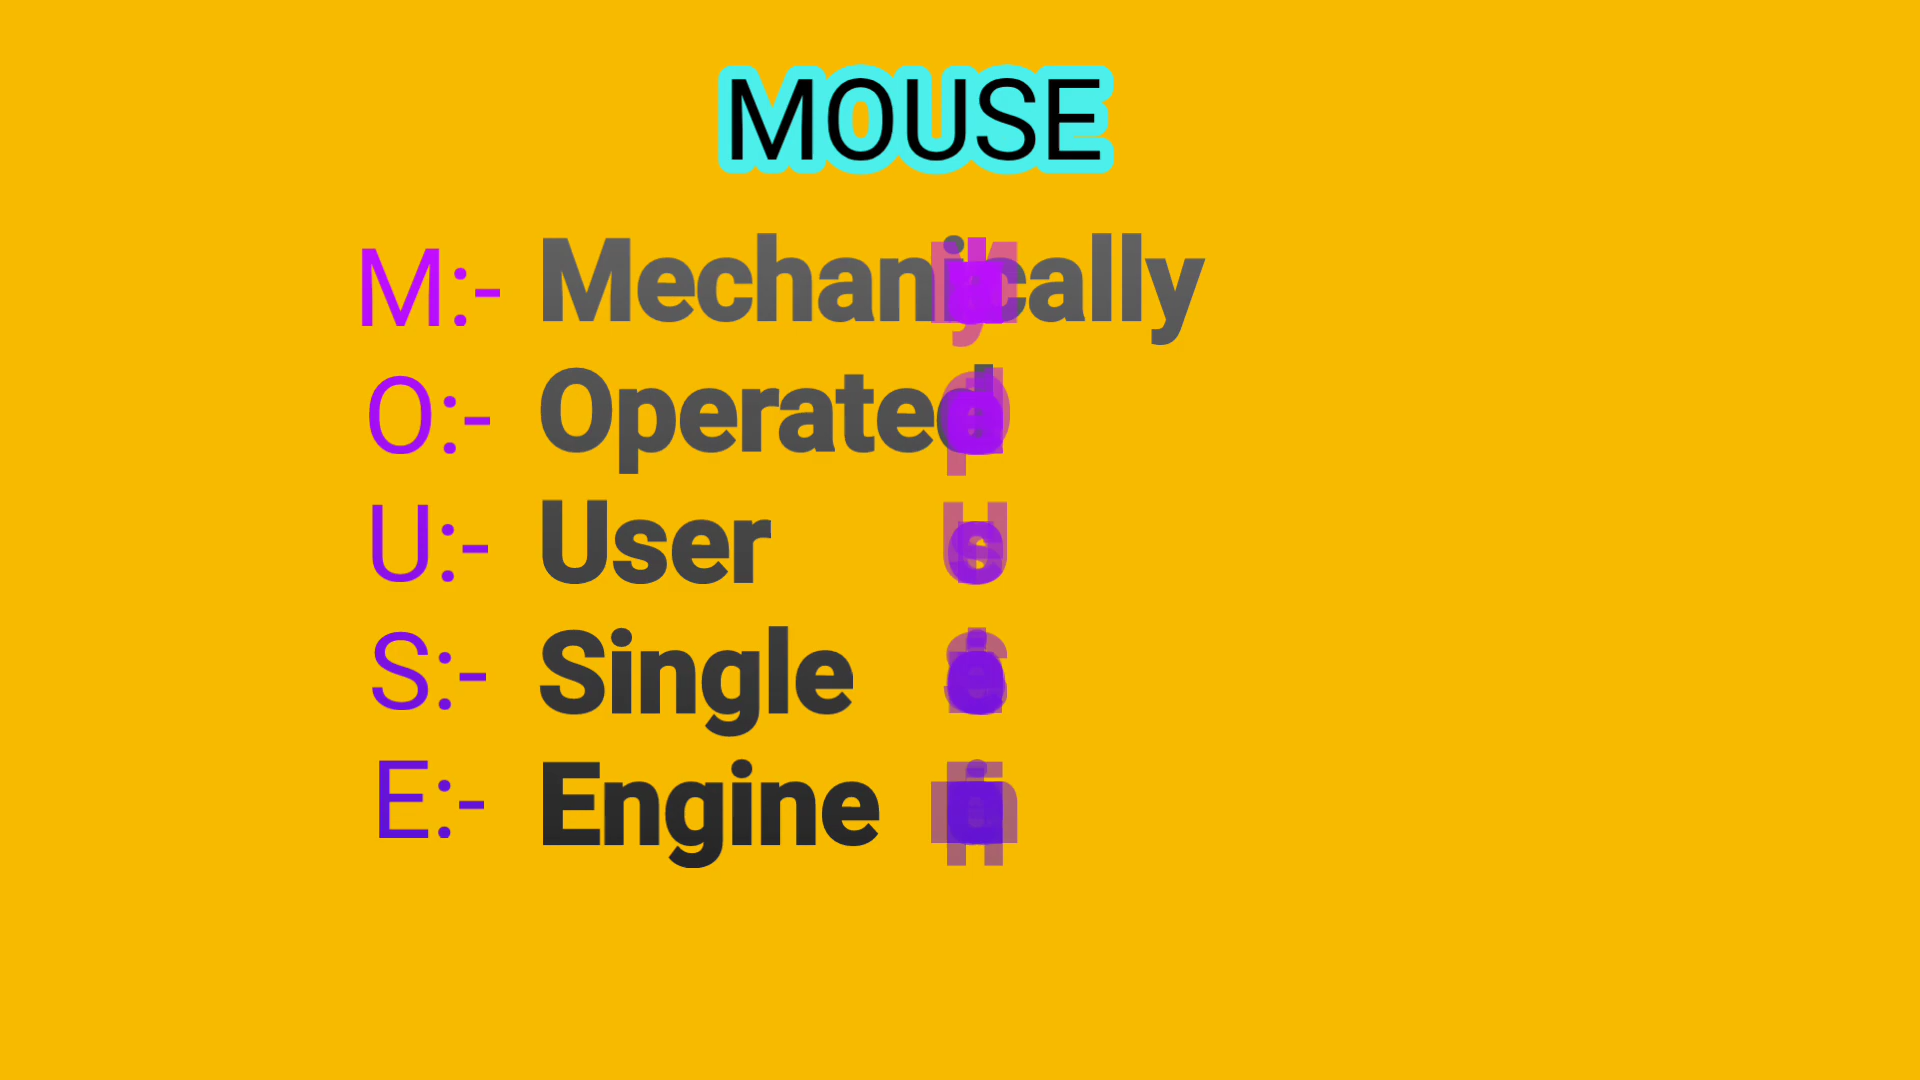 MOUSE
M:- Mechanically
O:- Operated
U:- User
S:- Single
E:- Engine